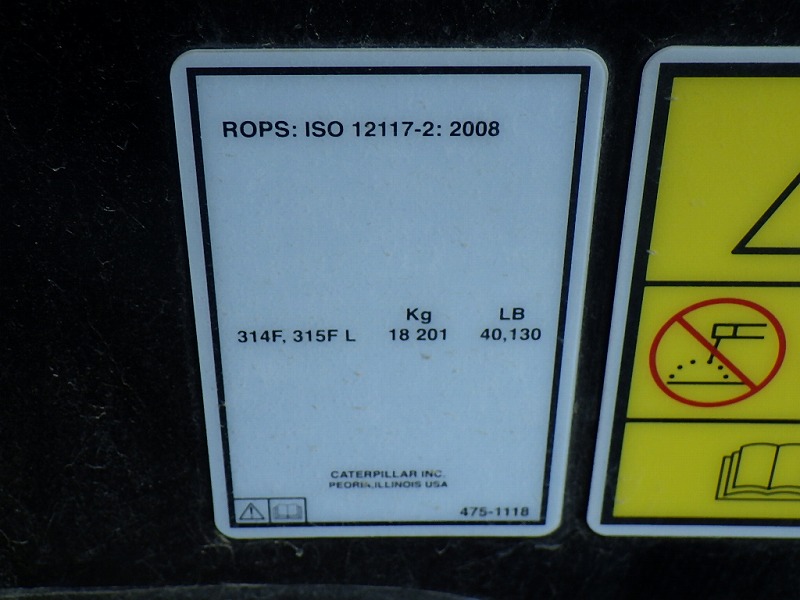 ROPS: ISO 12117-2: 2008
Kg LB
314F, 315F L 18 201 40,130
CATERPILLAR INC.
PEORIA,ILLINOIS USA
475-1118